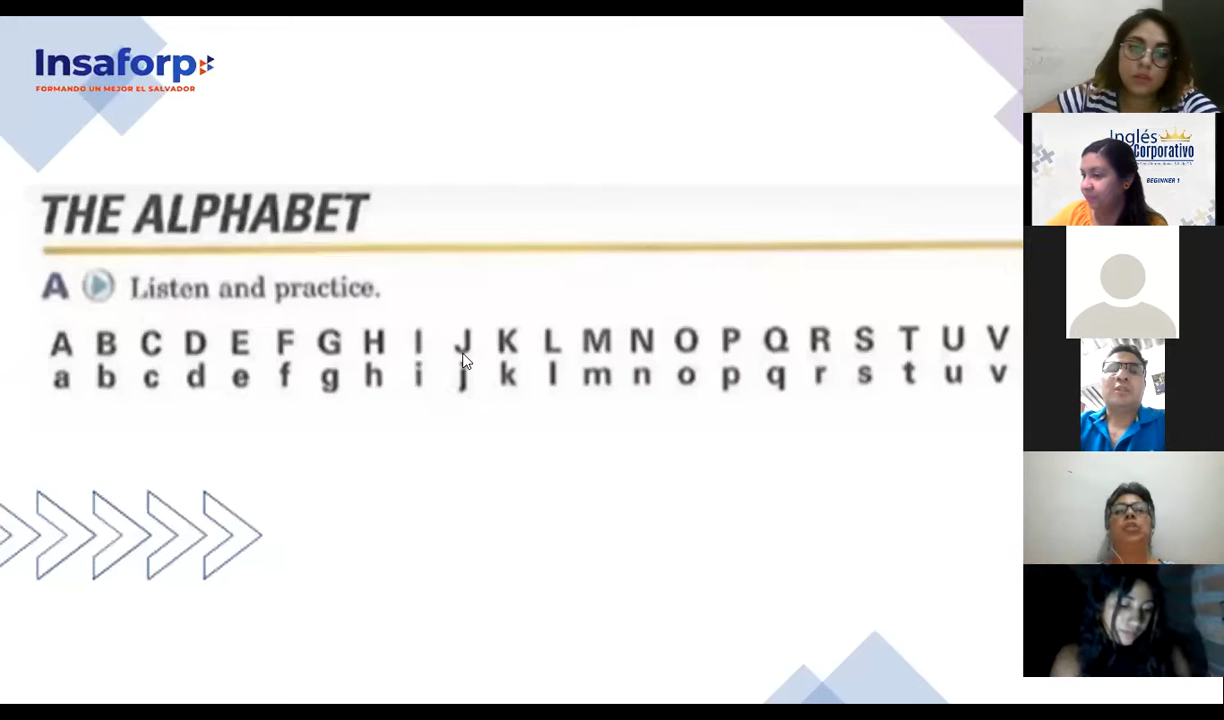 Insaforp
FORMANDO UN MEJOR EL SALVADOR
THE ALPHABET
A Listen and practice.
A B C D E F G H I J K L M N O P Q R S T U V
a b c d e f g h i j k l m n o p q r s t u v
Inglés
Corporativo
BEGINNER 1